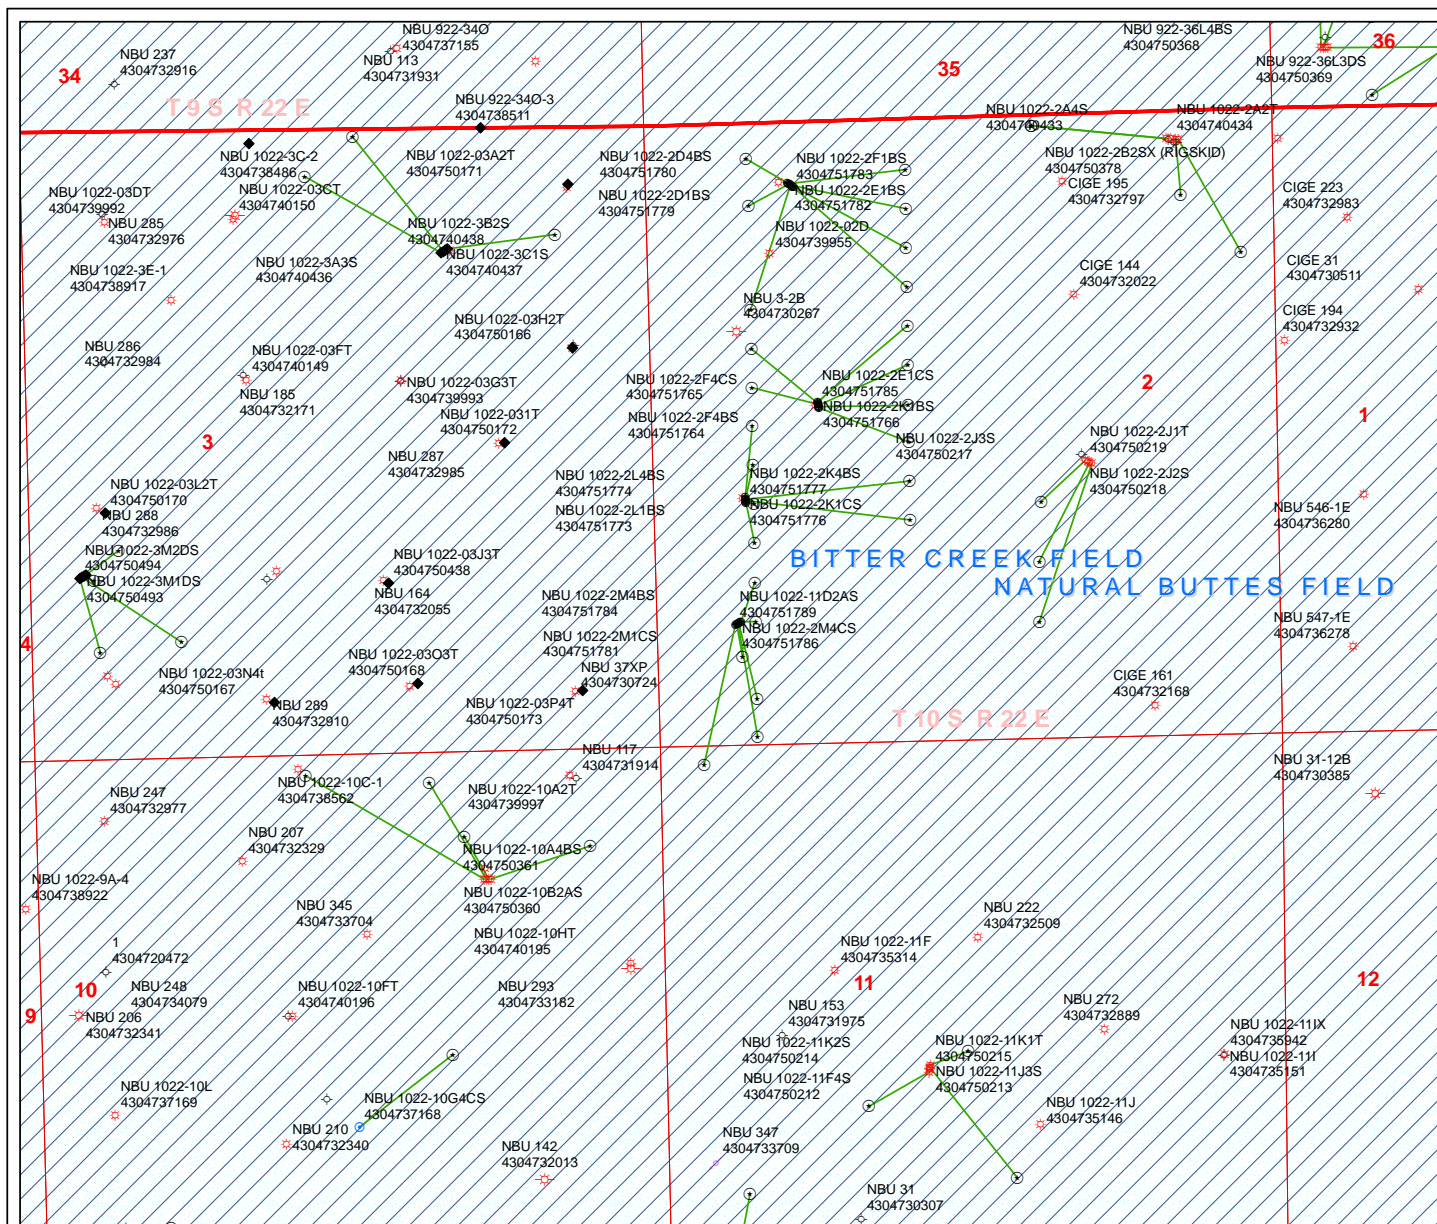 NBU 922-34O
4304737155
NBU 922-36L4BS
4304750368
36
NBU 237
4304732916
NBU 113
4304731931
34
35
NBU 922-36L3DS
4304750369
T 9 S R 22 E
NBU 922-34O-3
4304738511
NBU 1022-2A4S
NBU 1022-2A2T
4304740434
NBU 1022-3C-2
4304738486
NBU 1022-03A2T
4304750171
NBU 1022-2D4BS
4304751780
NBU 1022-2F1BS
4304751783
NBU 1022-2B2SX (RIGSKID)
4304750378
NBU 1022-03DT
4304739992
NBU 1022-03CT
4304740150
NBU 1022-2D1BS
4304751779
NBU 1022-2E1BS
4304751782
CIGE 195
4304732797
CIGE 223
4304732983
NBU 285
4304732976
NBU 1022-3B2S
4304740438
NBU 1022-02D
4304739955
NBU 1022-3C1S
4304740437
NBU 1022-3E-1
4304738917
NBU 1022-3A3S
4304740436
CIGE 144
4304732022
CIGE 31
4304730511
NBU 3-2B
4304730267
CIGE 194
4304732932
NBU 1022-03H2T
4304750166
NBU 286
4304732984
NBU 1022-03FT
4304740149
NBU 185
4304732171
NBU 1022-03G3T
4304739993
NBU 1022-2F4CS
4304751765
NBU 1022-2E1CS
4304751785
2
NBU 1022-2K1BS
4304751766
NBU 1022-031T
4304750172
NBU 1022-2F4BS
4304751764
1
3
NBU 1022-2J3S
4304750217
NBU 1022-2J1T
4304750219
NBU 287
4304732985
NBU 1022-2L4BS
4304751774
NBU 1022-2K4BS
4304751777
NBU 1022-2J2S
4304750218
NBU 1022-03L2T
4304750170
NBU 288
4304732986
NBU 1022-2L1BS
4304751773
NBU 1022-2K1CS
4304751776
NBU 546-1E
4304736280
NBU 1022-3M2DS
4304750494
NBU 1022-3M1DS
4304750493
NBU 1022-03J3T
4304750438
BITTER CREEK FIELD
NATURAL BUTTES FIELD
NBU 164
4304732055
NBU 1022-2M4BS
4304751784
NBU 1022-11D2AS
4304751789
NBU 1022-2M4CS
4304751786
NBU 547-1E
4304736278
4
NBU 1022-2M1CS
4304751781
NBU 1022-03N4t
4304750167
NBU 1022-03O3T
4304750168
NBU 37XP
4304730724
CIGE 161
4304732168
NBU 289
4304732910
NBU 1022-03P4T
4304750173
T 10 S R 22 E
NBU 117
4304731914
NBU 31-12B
4304730385
NBU 1022-10C-1
4304738562
NBU 1022-10A2T
4304739997
NBU 247
4304732977
NBU 207
4304732329
NBU 1022-10A4BS
4304750361
NBU 1022-9A-4
4304738922
NBU 1022-10B2AS
4304750360
NBU 345
4304733704
NBU 222
4304732509
NBU 1022-10HT
4304740195
1
4304720472
NBU 1022-11F
4304735314
10
NBU 248
4304734079
NBU 1022-10FT
4304740196
NBU 293
4304733182
11
12
9
NBU 206
4304732341
NBU 153
4304731975
NBU 272
4304732889
NBU 1022-11K2S
4304750214
NBU 1022-11K1T
4304750215
NBU 1022-11IX
4304735942
NBU 1022-11I
4304735151
NBU 1022-11J3S
4304750213
NBU 1022-11F4S
4304750212
NBU 1022-10L
4304737169
NBU 1022-10G4CS
4304737168
NBU 1022-11J
4304735146
NBU 210
4304732340
NBU 142
4304732013
NBU 347
4304733709
NBU 31
4304730307